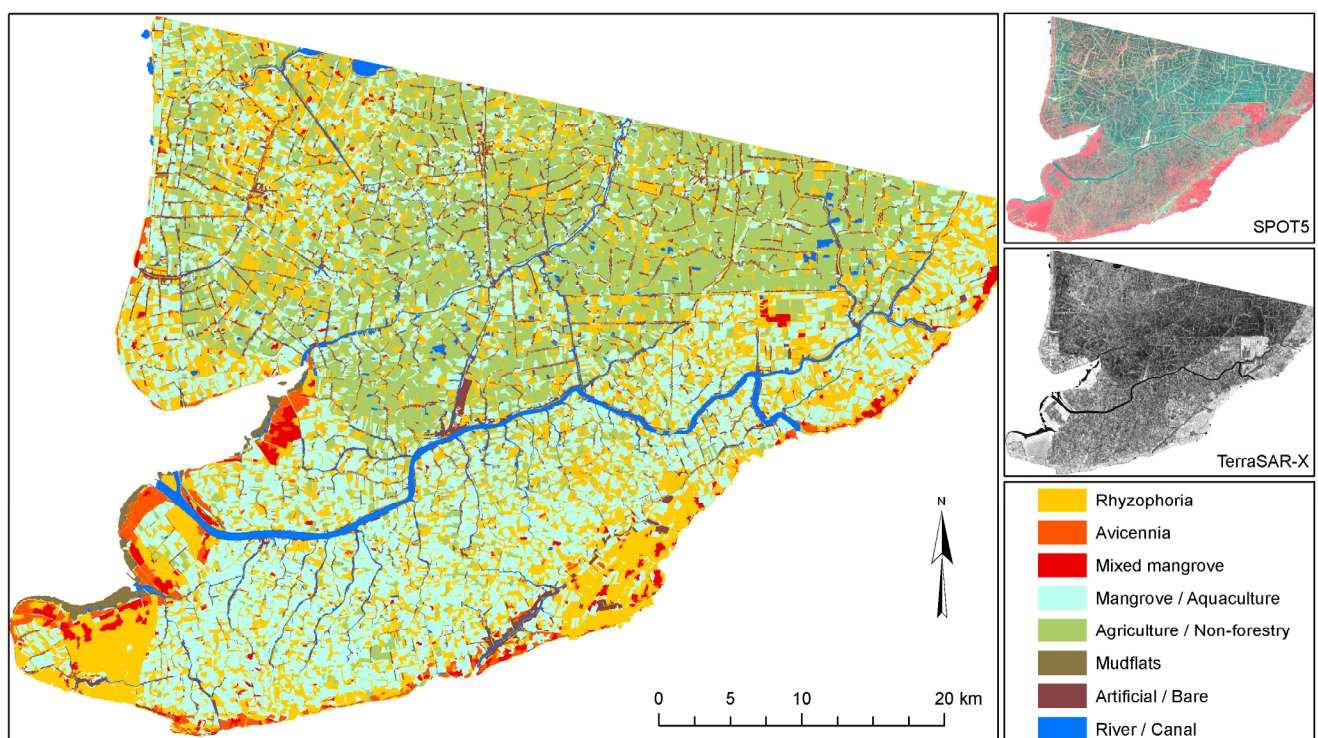 SPOT5
TerraSAR-X
N
0 5 10 20 km
Rhyzophoria
Avicennia
Mixed mangrove
Mangrove / Aquaculture
Agriculture / Non-forestry
Mudflats
Artificial / Bare
River / Canal